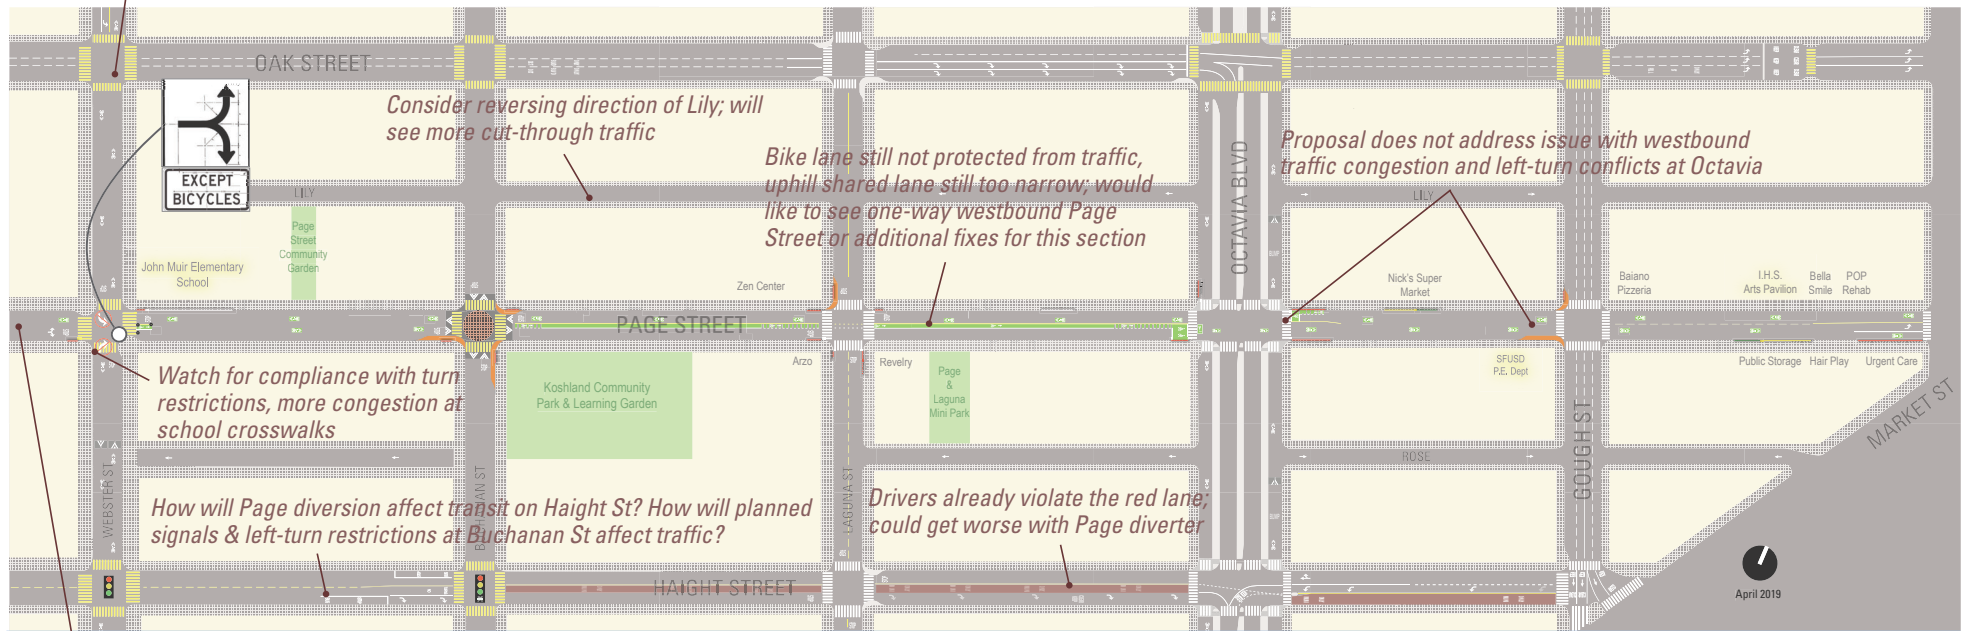 OAK STREET
EXCEPT
BICYCLES
Consider reversing direction of Lily; will
see more cut-through traffic
Bike lane still not protected from traffic,
uphill shared lane still too narrow; would
like to see one-way westbound Page
Street or additional fixes for this section
OCTAVIA BLVD
Proposal does not address issue with westbound
traffic congestion and left-turn conflicts at Octavia
LILY
LILY
Page
Street
Community
Garden
John Muir Elementary
School
Zen Center
Nick's Super
Market
Baiano
Pizzeria
I.H.S.
Arts Pavilion
Bella
Smile
POP
Rehab
PAGE STREET
Arzo
Revelry
SFUSD
P.E. Dept
Public Storage
Hair Play
Urgent Care
Watch for compliance with turn
restrictions, more congestion at
school crosswalks
Koshland Community
Park & Learning Garden
Page
&
Laguna
Mini Park
MARKET ST
WEBSTER ST
BUCHANAN ST
LAGUNA ST
GOUGH ST
ROSE
How will Page diversion affect transit on Haight St? How will planned
signals & left-turn restrictions at Buchanan St affect traffic?
Drivers already violate the red lane;
could get worse with Page diverter
HAIGHT STREET
April 2019